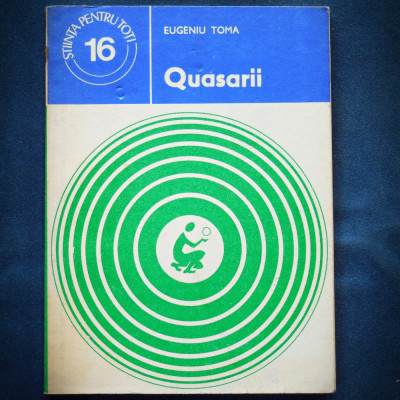 ȘTIINȚA PENTRU TOȚI
16
EUGENIU TOMA
Quasarii